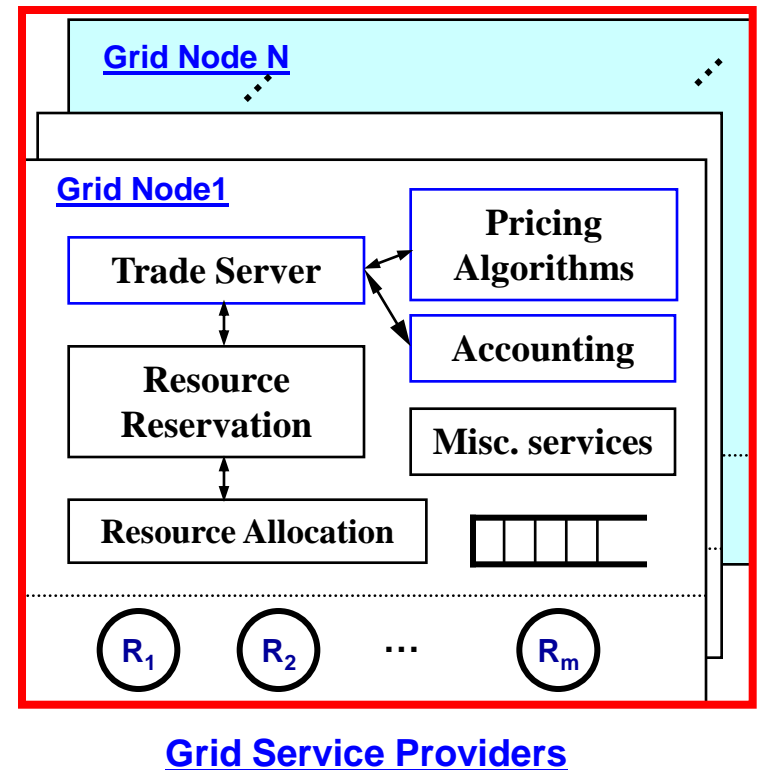 Grid Node N
Grid Node1
Pricing
Algorithms
Trade Server
Accounting
Resource
Reservation
Misc. services
Resource Allocation
R1 R2 ... Rm
Grid Service Providers